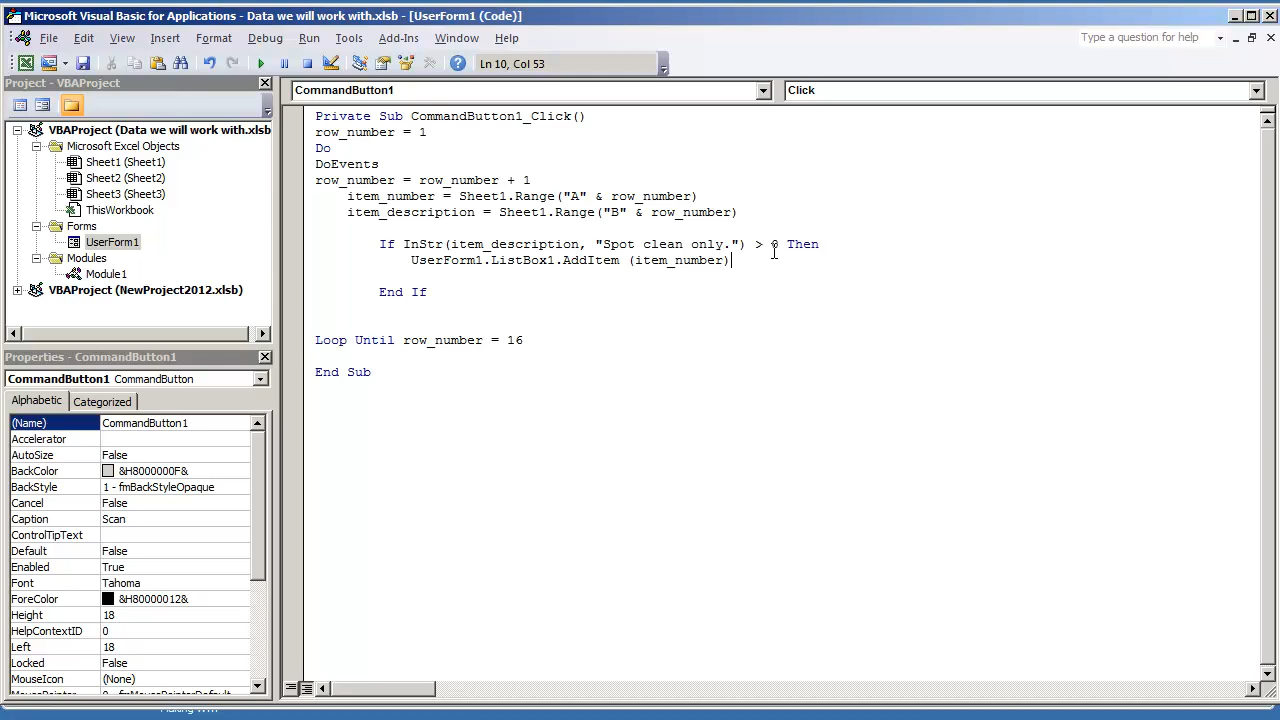 Microsoft Visual Basic for Applications - Data we will work with.xlsb - [UserForm1 (Code)]
File Edit View Insert Format Debug Run Tools Add-Ins Window Help
Type a question for help
Ln 10, Col 53
Project - VBAProject
VBAProject (Data we will work with.xlsb
Microsoft Excel Objects
Sheet1 (Sheet1)
Sheet2 (Sheet2)
Sheet3 (Sheet3)
ThisWorkbook
Forms
UserForm1
Modules
Module1
VBAProject (NewProject2012.xlsb)
Properties - CommandButton1
CommandButton1 CommandButton
Alphabetic Categorized
(Name) CommandButton1
Accelerator
AutoSize False
BackColor &H8000000F&
BackStyle 1 - fmBackStyleOpaque
Cancel False
Caption Scan
ControlTipText
Default False
Enabled True
Font Tahoma
ForeColor &H80000012&
Height 18
HelpContextID 0
Left 18
Locked False
MouseIcon (None)
MousePointer 0 - fmMousePointerDefault
CommandButton1 Click
Private Sub CommandButton1_Click()
row_number = 1
Do
DoEvents
row_number = row_number + 1
item_number = Sheet1.Range("A" & row_number)
item_description = Sheet1.Range("B" & row_number)
If InStr(item_description, "Spot clean only.") > 0 Then
UserForm1.ListBox1.AddItem (item_number)
End If
Loop Until row_number = 16
End Sub